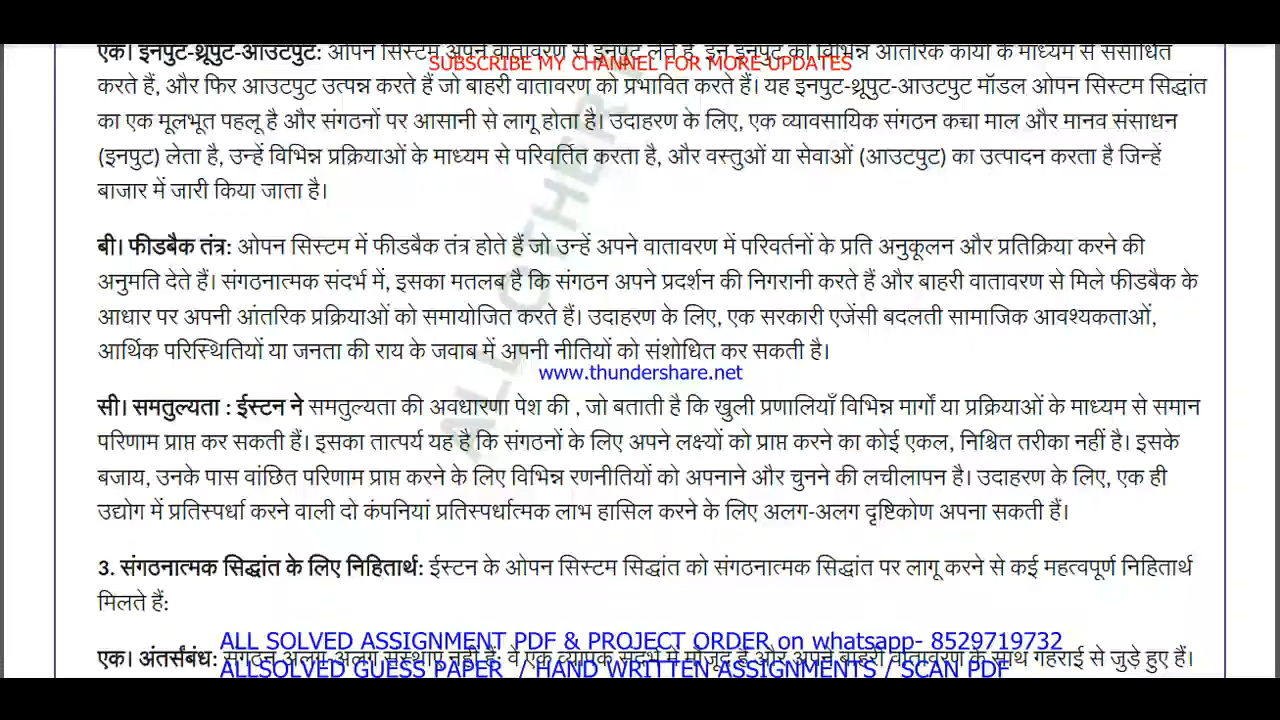 एक। इनपुट-थ्रूपुट-आउटपुट: ओपन सिस्टम अपने वातावरण से इनपुट लेते हैं, इन इनपुट को विभिन्न आंतरिक कार्यों के माध्यम से संसाधित
SUBSCRIBE MY CHANNEL FOR MORE UPDATES
करते हैं, और फिर आउटपुट उत्पन्न करते हैं जो बाहरी वातावरण को प्रभावित करते हैं। यह इनपुट-थ्रूपुट-आउटपुट मॉडल ओपन सिस्टम सिद्धांत
का एक मूलभूत पहलू है और संगठनों पर आसानी से लागू होता है। उदाहरण के लिए, एक व्यावसायिक संगठन कच्चा माल और मानव संसाधन
(इनपुट) लेता है, उन्हें विभिन्न प्रक्रियाओं के माध्यम से परिवर्तित करता है, और वस्तुओं या सेवाओं (आउटपुट) का उत्पादन करता है जिन्हें
बाजार में जारी किया जाता है।
बी। फीडबैक तंत्र: ओपन सिस्टम में फीडबैक तंत्र होते हैं जो उन्हें अपने वातावरण में परिवर्तनों के प्रति अनुकूलन और प्रतिक्रिया करने की
अनुमति देते हैं। संगठनात्मक संदर्भ में, इसका मतलब है कि संगठन अपने प्रदर्शन की निगरानी करते हैं और बाहरी वातावरण से मिले फीडबैक के
आधार पर अपनी आंतरिक प्रक्रियाओं को समायोजित करते हैं। उदाहरण के लिए, एक सरकारी एजेंसी बदलती सामाजिक आवश्यकताओं,
आर्थिक परिस्थितियों या जनता की राय के जवाब में अपनी नीतियों को संशोधित कर सकती है।
www.thundershare.net
सी। समतुल्यता : ईस्टन ने समतुल्यता की अवधारणा पेश की , जो बताती है कि खुली प्रणालियाँ विभिन्न मार्गों या प्रक्रियाओं के माध्यम से समान
परिणाम प्राप्त कर सकती हैं। इसका तात्पर्य यह है कि संगठनों के लिए अपने लक्ष्यों को प्राप्त करने का कोई एकल, निश्चित तरीका नहीं है। इसके
बजाय, उनके पास वांछित परिणाम प्राप्त करने के लिए विभिन्न रणनीतियों को अपनाने और चुनने की लचीलापन है। उदाहरण के लिए, एक ही
उद्योग में प्रतिस्पर्धा करने वाली दो कंपनियां प्रतिस्पर्धात्मक लाभ हासिल करने के लिए अलग-अलग दृष्टिकोण अपना सकती हैं।
ALL OTHER
3. संगठनात्मक सिद्धांत के लिए निहितार्थ: ईस्टन के ओपन सिस्टम सिद्धांत को संगठनात्मक सिद्धांत पर लागू करने से कई महत्वपूर्ण निहितार्थ
मिलते हैं:
ALL SOLVED ASSIGNMENT PDF & PROJECT ORDER on whatsapp- 8529719732
एक। अंतर्संबंध: संगठन अलग-अलग संस्थाएं नहीं हैं; वे एक व्यापक संदर्भ में मौजूद हैं और अपने बाहरी वातावरण के साथ गहराई से जुड़े हुए हैं।
ALLSOLVED GUESS PAPER / HAND WRITTEN ASSIGNMENTS / SCAN PDF